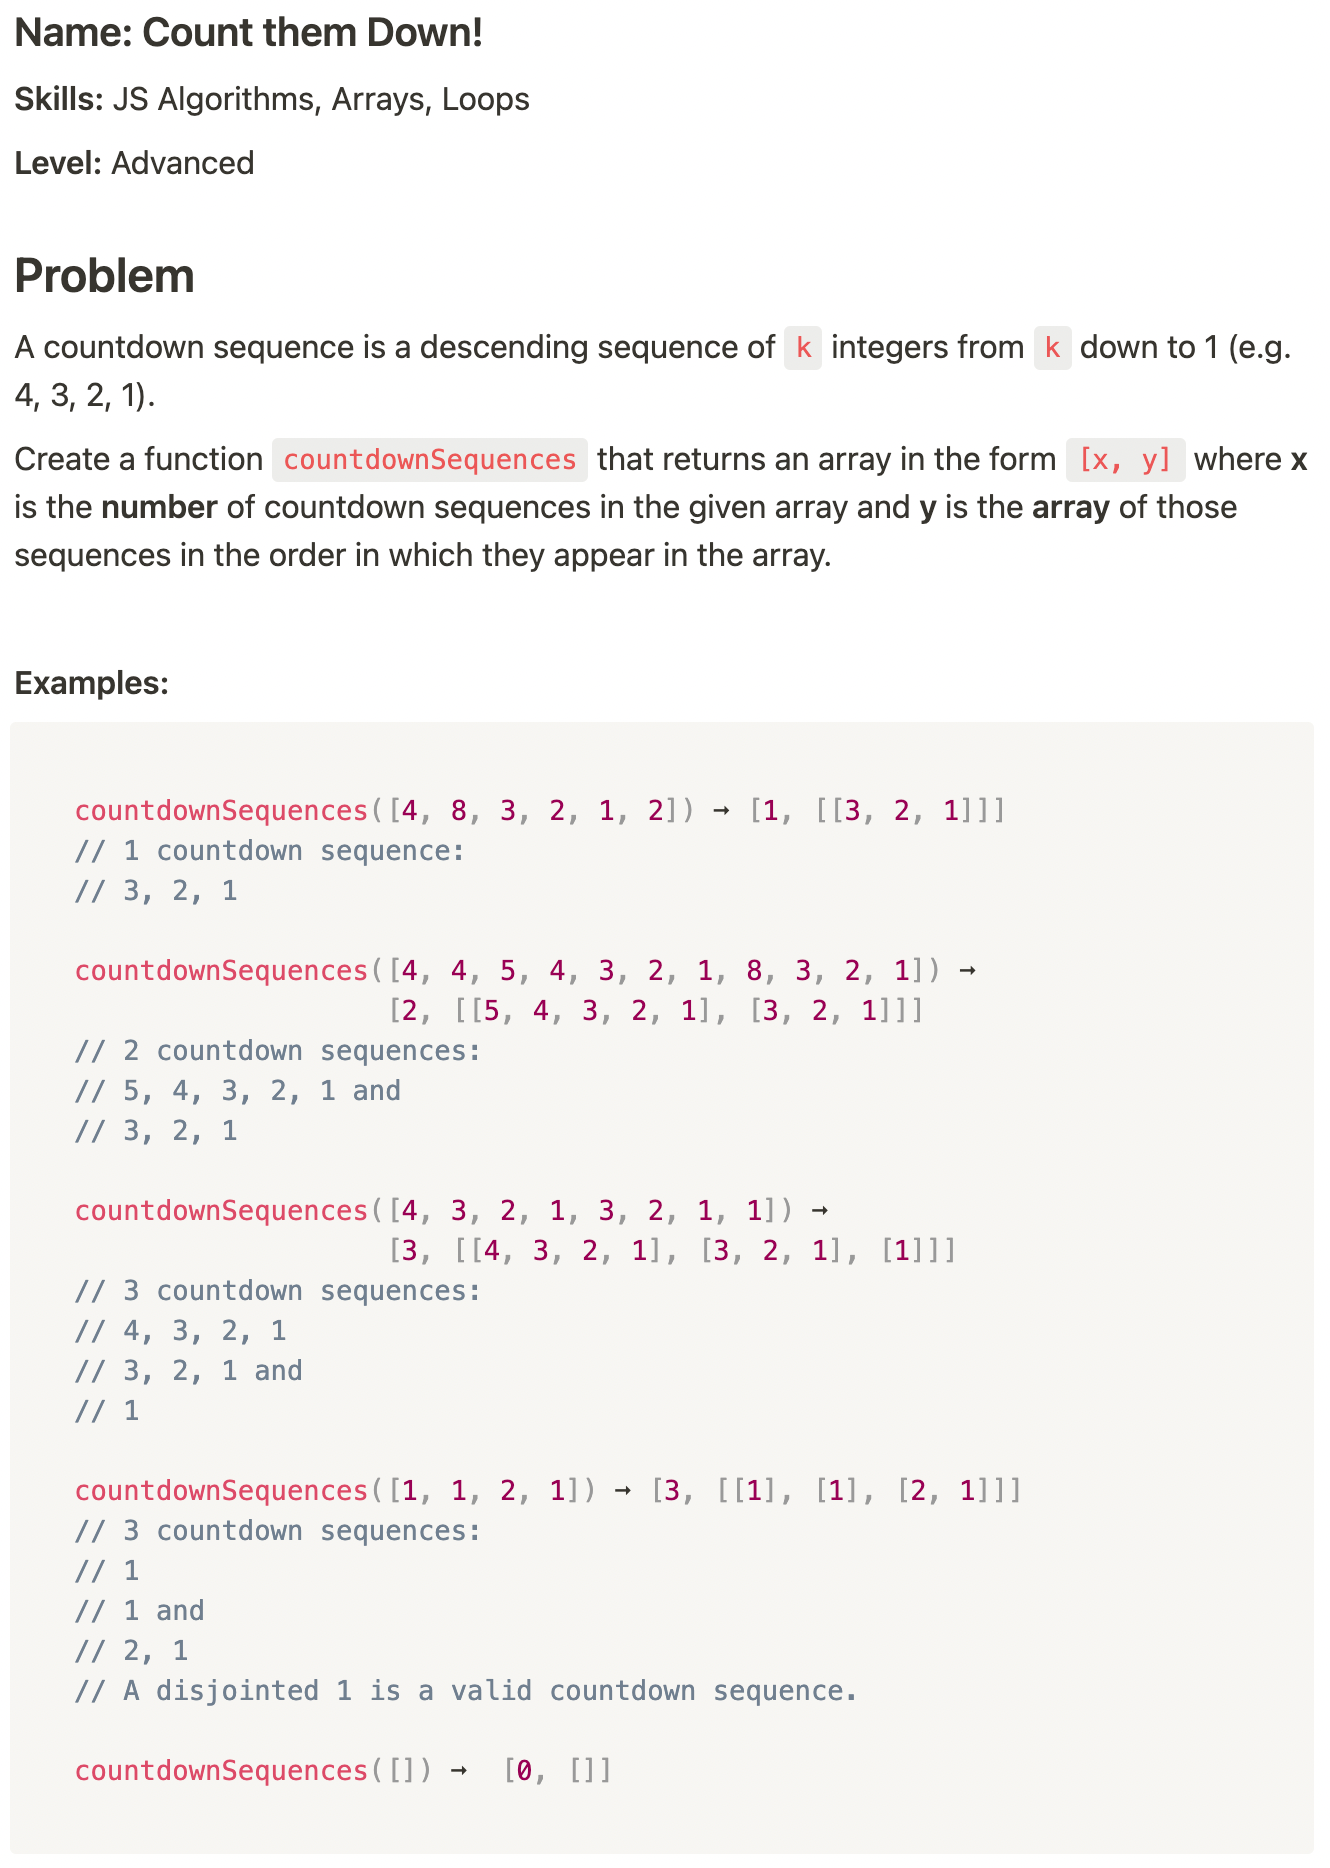 Name: Count them Down!
Skills: JS Algorithms, Arrays, Loops
Level: Advanced
Problem
A countdown sequence is a descending sequence of k integers from k down to 1 (e.g.
4, 3, 2, 1).
Create a function countdownSequences that returns an array in the form [x, y] where x
is the number of countdown sequences in the given array and y is the array of those
sequences in the order in which they appear in the array.
Examples:
countdownSequences([4, 8, 3, 2, 1, 2]) → [1, [[3, 2, 1]]]
// 1 countdown sequence:
// 3, 2, 1
countdownSequences([4, 4, 5, 4, 3, 2, 1, 8, 3, 2, 1]) →
[2, [[5, 4, 3, 2, 1], [3, 2, 1]]]
// 2 countdown sequences:
// 5, 4, 3, 2, 1 and
// 3, 2, 1
countdownSequences([4, 3, 2, 1, 3, 2, 1, 1]) →
[3, [[4, 3, 2, 1], [3, 2, 1], [1]]]
// 3 countdown sequences:
// 4, 3, 2, 1
// 3, 2, 1 and
// 1
countdownSequences([1, 1, 2, 1]) → [3, [[1], [1], [2, 1]]]
// 3 countdown sequences:
// 1
// 1 and
// 2, 1
// A disjointed 1 is a valid countdown sequence.
countdownSequences([]) → [0, []]